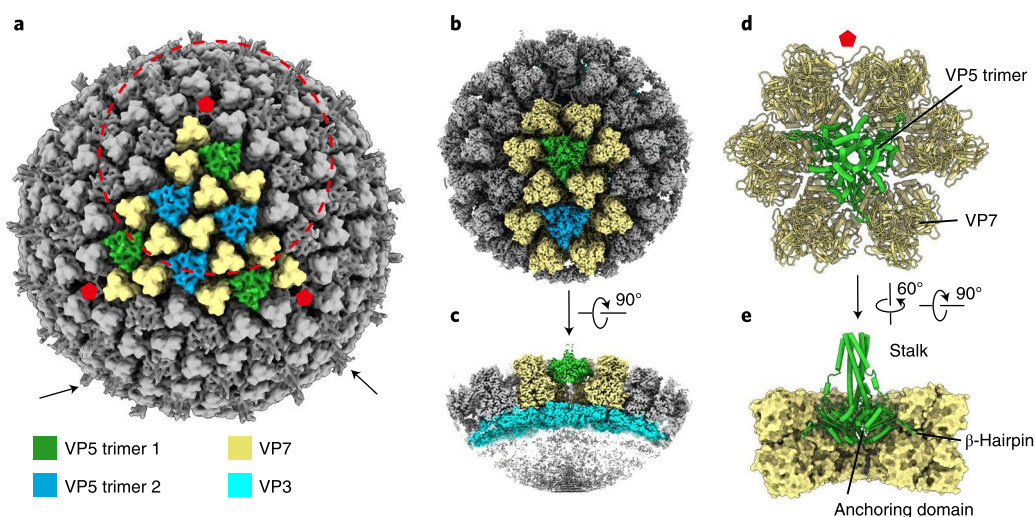 a
b
d
VP5 trimer
VP7
90°
60°
90°
c
e
Stalk
β-Hairpin
Anchoring domain
VP5 trimer 1
VP7
VP5 trimer 2
VP3